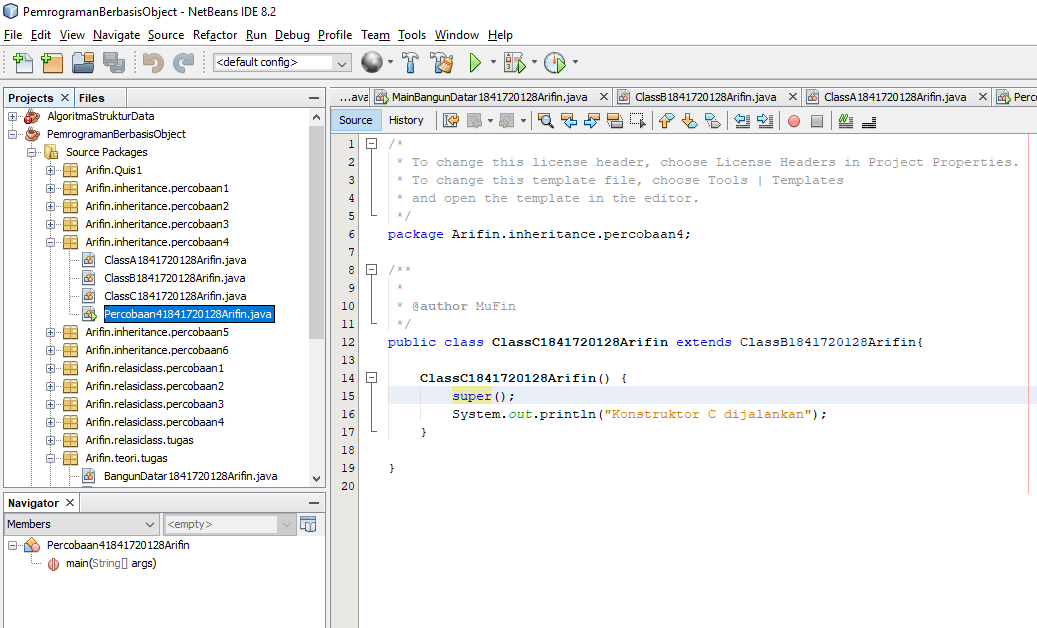 PemrogramanBerbasisObject - NetBeans IDE 8.2
File Edit View Navigate Source Refactor Run Debug Profile Team Tools Window Help
<default config>
Projects Files
AlgoritmaStrukturData
PemrogramanBerbasisObject
Source Packages
Arifin.Quis1
Arifin.inheritance.percobaan1
Arifin.inheritance.percobaan2
Arifin.inheritance.percobaan3
Arifin.inheritance.percobaan4
ClassA1841720128Arifin.java
ClassB1841720128Arifin.java
ClassC1841720128Arifin.java
Percobaan41841720128Arifin.java
Arifin.inheritance.percobaan5
Arifin.inheritance.percobaan6
Arifin.relasiclass.percobaan1
Arifin.relasiclass.percobaan2
Arifin.relasiclass.percobaan3
Arifin.relasiclass.percobaan4
Arifin.relasiclass.tugas
Arifin.teori.tugas
BangunDatar1841720128Arifin.java
Navigator
Members <empty>
Percobaan41841720128Arifin
main(String[] args)
...ava MainBangunDatar1841720128Arifin.java ClassB1841720128Arifin.java ClassA1841720128Arifin.java Perc
Source History
1 /*
2 * To change this license header, choose License Headers in Project Properties.
3 * To change this template file, choose Tools | Templates
4 * and open the template in the editor.
5 */
6 package Arifin.inheritance.percobaan4;
7
8 /**
9 *
10 * @author MuFin
11 */
12 public class ClassC1841720128Arifin extends ClassB1841720128Arifin{
13
14 ClassC1841720128Arifin() {
15 super();
16 System.out.println("Konstruktor C dijalankan");
17 }
18
19 }
20